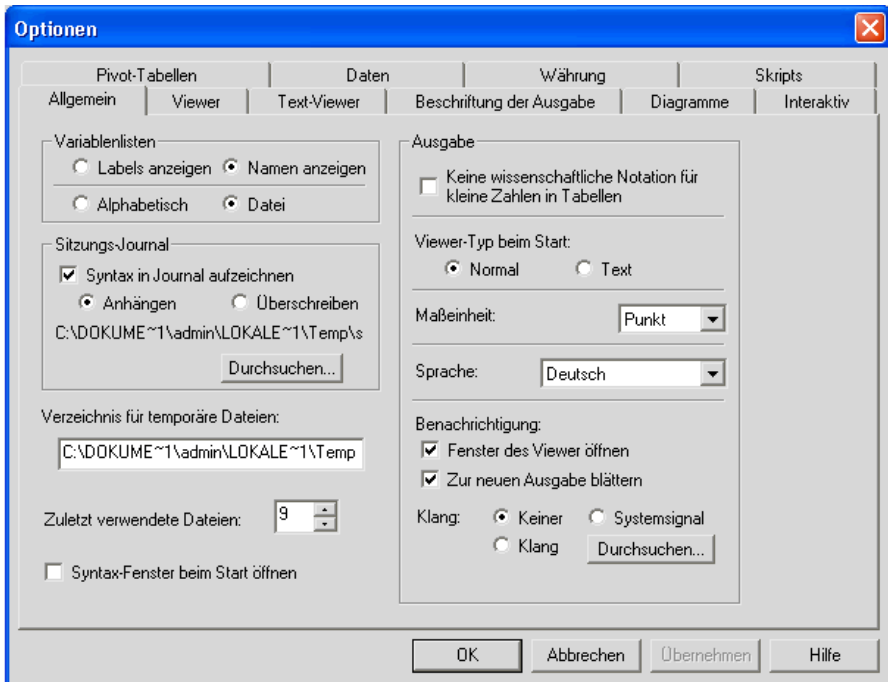 Optionen
Pivot-Tabellen Daten Währung Skripts
Allgemein Viewer Text-Viewer Beschriftung der Ausgabe Diagramme Interaktiv
Variablenlisten
Labels anzeigen Namen anzeigen
Alphabetisch Datei
Sitzungs-Journal
Syntax in Journal aufzeichnen
Anhängen Überschreiben
C:\DOKUME~1\admin\LOKALE~1\Temp\s
Durchsuchen...
Verzeichnis für temporäre Dateien:
C:\DOKUME~1\admin\LOKALE~1\Temp
Zuletzt verwendete Dateien: 9
Syntax-Fenster beim Start öffnen
Ausgabe
Keine wissenschaftliche Notation für
kleine Zahlen in Tabellen
Viewer-Typ beim Start:
Normal Text
Maßeinheit: Punkt
Sprache: Deutsch
Benachrichtigung:
Fenster des Viewer öffnen
Zur neuen Ausgabe blättern
Klang: Keiner Systemsignal
Klang Durchsuchen...
OK Abbrechen Übernehmen Hilfe